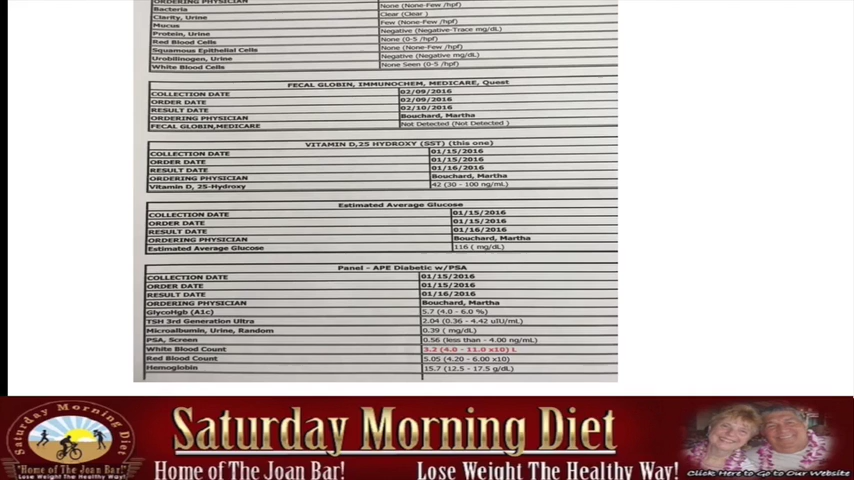 ORDERING PHYSICIAN
Bacteria None (None-Few /hpf)
Clarity, Urine Clear (Clear )
Mucus Few (None-Few /hpf)
Protein, Urine Negative (Negative-Trace mg/dL)
Red Blood Cells None (0-5 /hpf)
Squamous Epithelial Cells None (None-Few /hpf)
Urobilinogen, Urine Negative (Negative mg/dL)
White Blood Cells None Seen (0-5 /hpf)
FECAL GLOBIN, IMMUNOCHEM, MEDICARE, Quest
COLLECTION DATE 02/09/2016
ORDER DATE 02/09/2016
RESULT DATE 02/10/2016
ORDERING PHYSICIAN Bouchard, Martha
FECAL GLOBIN,MEDICARE Not Detected (Not Detected )
VITAMIN D,25 HYDROXY (SST) (this one)
COLLECTION DATE 01/15/2016
ORDER DATE 01/15/2016
RESULT DATE 01/16/2016
ORDERING PHYSICIAN Bouchard, Martha
Vitamin D, 25-Hydroxy 42 (30 - 100 ng/mL)
Estimated Average Glucose
COLLECTION DATE 01/15/2016
ORDER DATE 01/15/2016
RESULT DATE 01/16/2016
ORDERING PHYSICIAN Bouchard, Martha
Estimated Average Glucose 116 ( mg/dL)
Panel - APE Diabetic w/PSA
COLLECTION DATE 01/15/2016
ORDER DATE 01/15/2016
RESULT DATE 01/16/2016
ORDERING PHYSICIAN Bouchard, Martha
GlycoHgb (A1c) 5.7 (4.0 - 6.0 %)
TSH 3rd Generation Ultra 2.04 (0.36 - 4.42 uIU/mL)
Microalbumin, Urine, Random 0.39 ( mg/dL)
PSA, Screen 0.56 (less than - 4.00 ng/mL)
White Blood Count 3.2 (4.0 - 11.0 x10) L
Red Blood Count 5.05 (4.20 - 6.00 x10)
Hemoglobin 15.7 (12.5 - 17.5 g/dL)
Saturday Morning Diet
"Home of The Joan Bar!"
Lose Weight The Healthy Way!
Saturday Morning Diet
Home of The Joan Bar! Lose Weight The Healthy Way!
Click Here to Go to Our Website